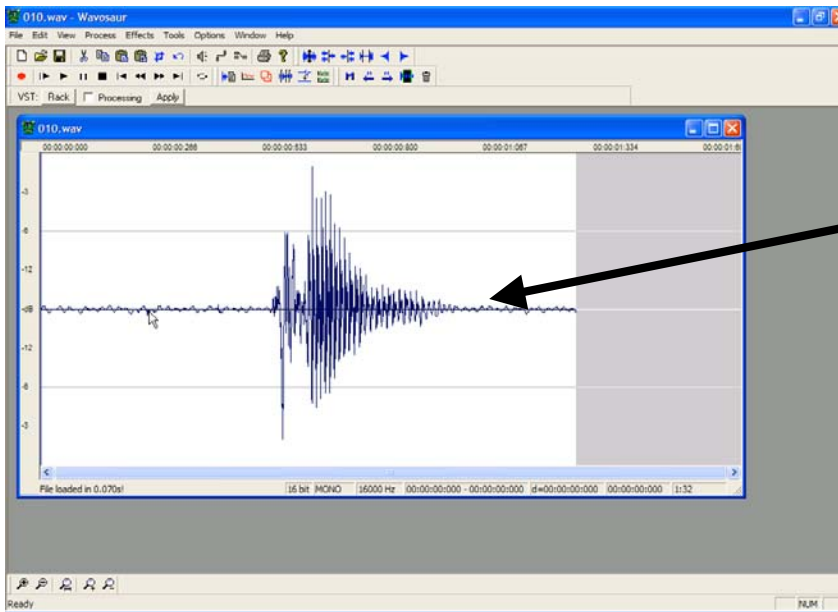 010.wav - Wavosaur
File Edit View Process Effects Tools Options Window Help
VST: Rack Processing Apply
010.wav
00:00:00:000 00:00:00:266 00:00:00:533 00:00:00:800 00:00:01:067 00:00:01:334
-3
-6
-12
-dB
-12
-6
-3
File loaded in 0.070s! 16 bit MONO 16000 Hz 00:00:00:000 - 00:00:00:000 d=00:00:00:000 00:00:00:000 1:32
Ready NUM